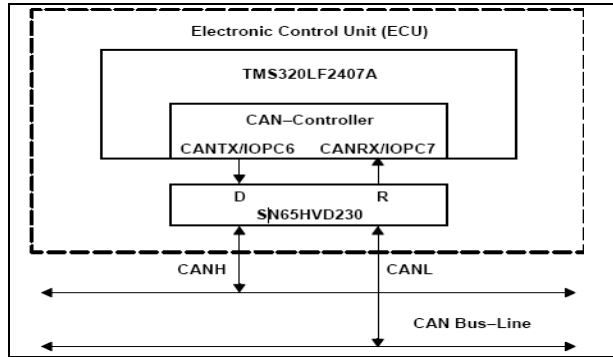 Electronic Control Unit (ECU)
TMS320LF2407A
CAN–Controller
CANTX/IOPC6 CANRX/IOPC7
D R
SN65HVD230
CANH CANL
CAN Bus–Line